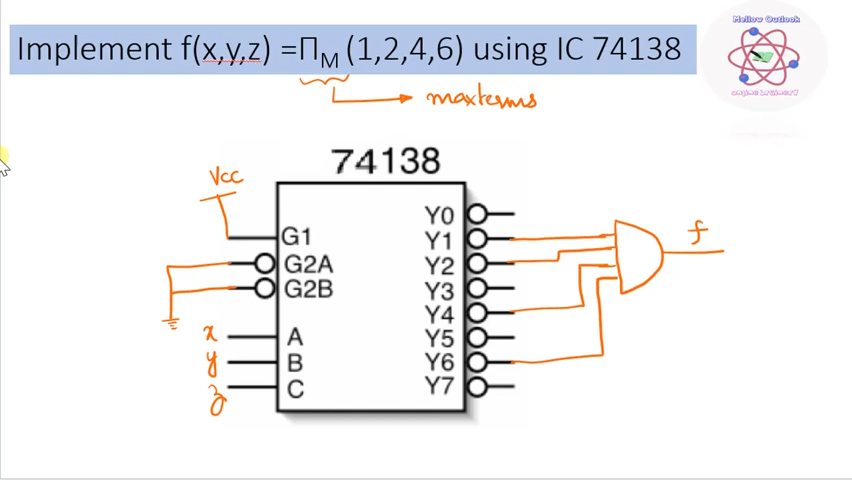 Mellow Outlook
Implement f(x,y,z) =Π_M (1,2,4,6) using IC 74138
maxterms
74138
Vcc
G1
G2A
G2B
x
A
y
B
z
C
Y0
Y1
Y2
Y3
Y4
Y5
Y6
Y7
f